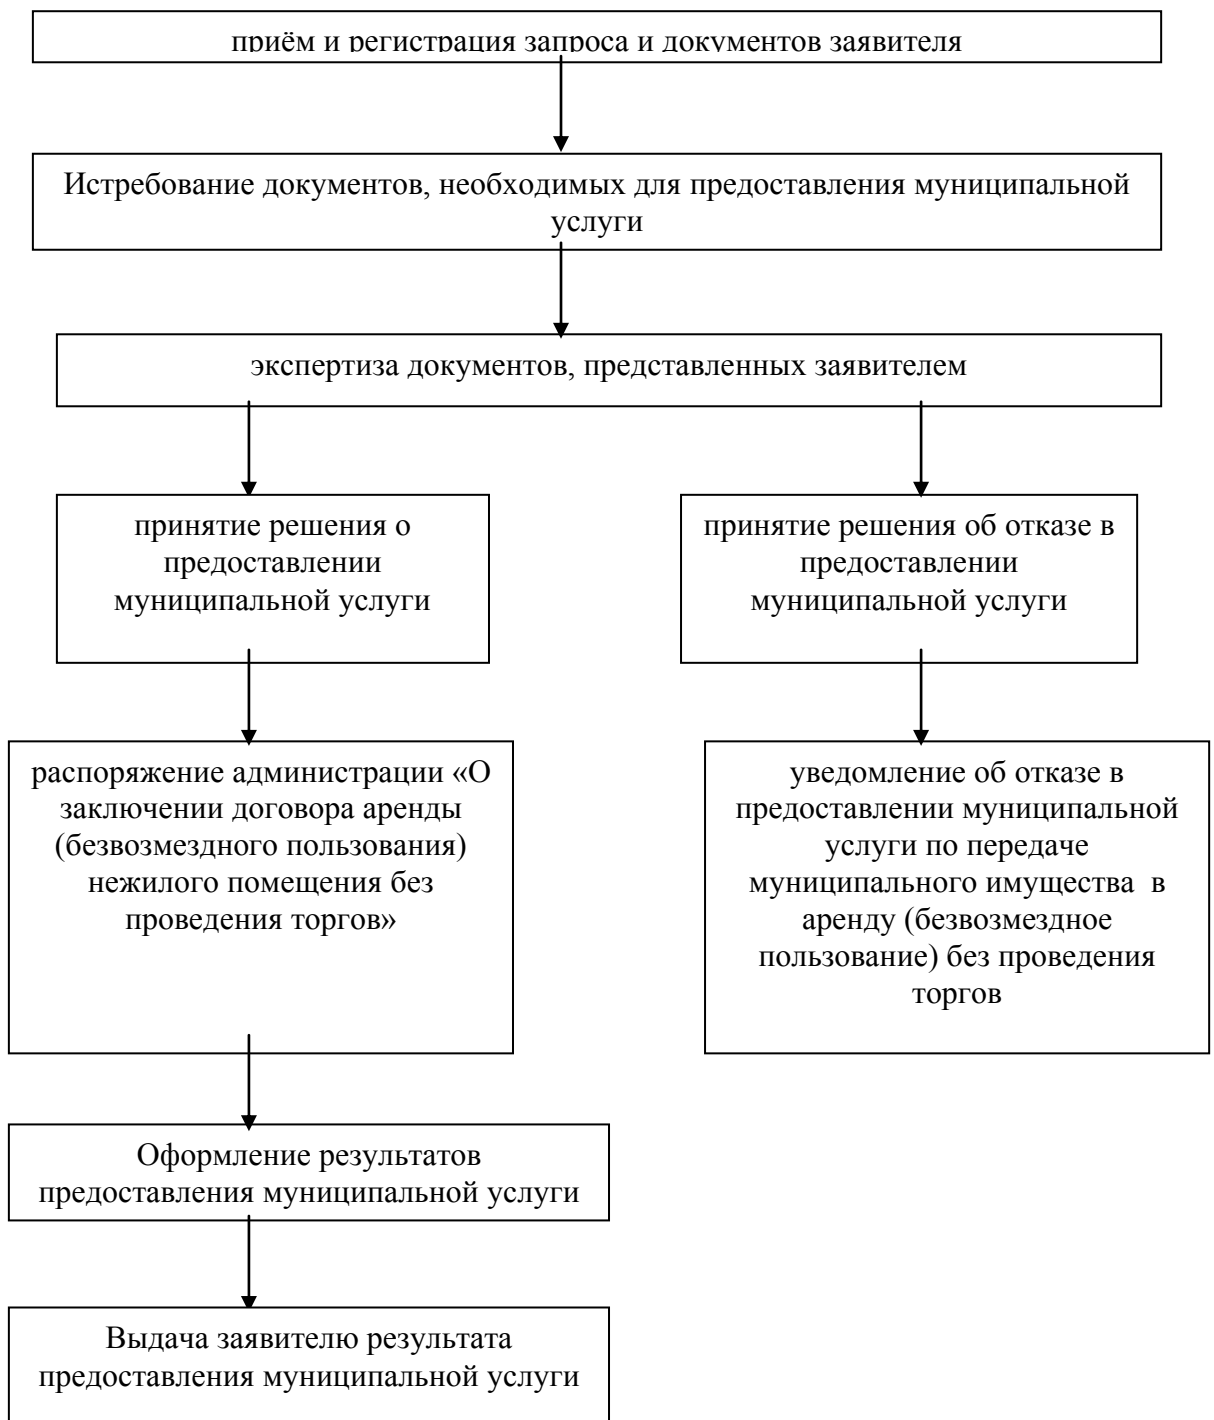 приём и регистрация запроса и документов заявителя
Истребование документов, необходимых для предоставления муниципальной
услуги
экспертиза документов, представленных заявителем
принятие решения о
предоставлении
муниципальной услуги
принятие решения об отказе в
предоставлении
муниципальной услуги
распоряжение администрации «О
заключении договора аренды
(безвозмездного пользования)
нежилого помещения без
проведения торгов»
уведомление об отказе в
предоставлении муниципальной
услуги по передаче
муниципального имущества в
аренду (безвозмездное
пользование) без проведения
торгов
Оформление результатов
предоставления муниципальной услуги
Выдача заявителю результата
предоставления муниципальной услуги